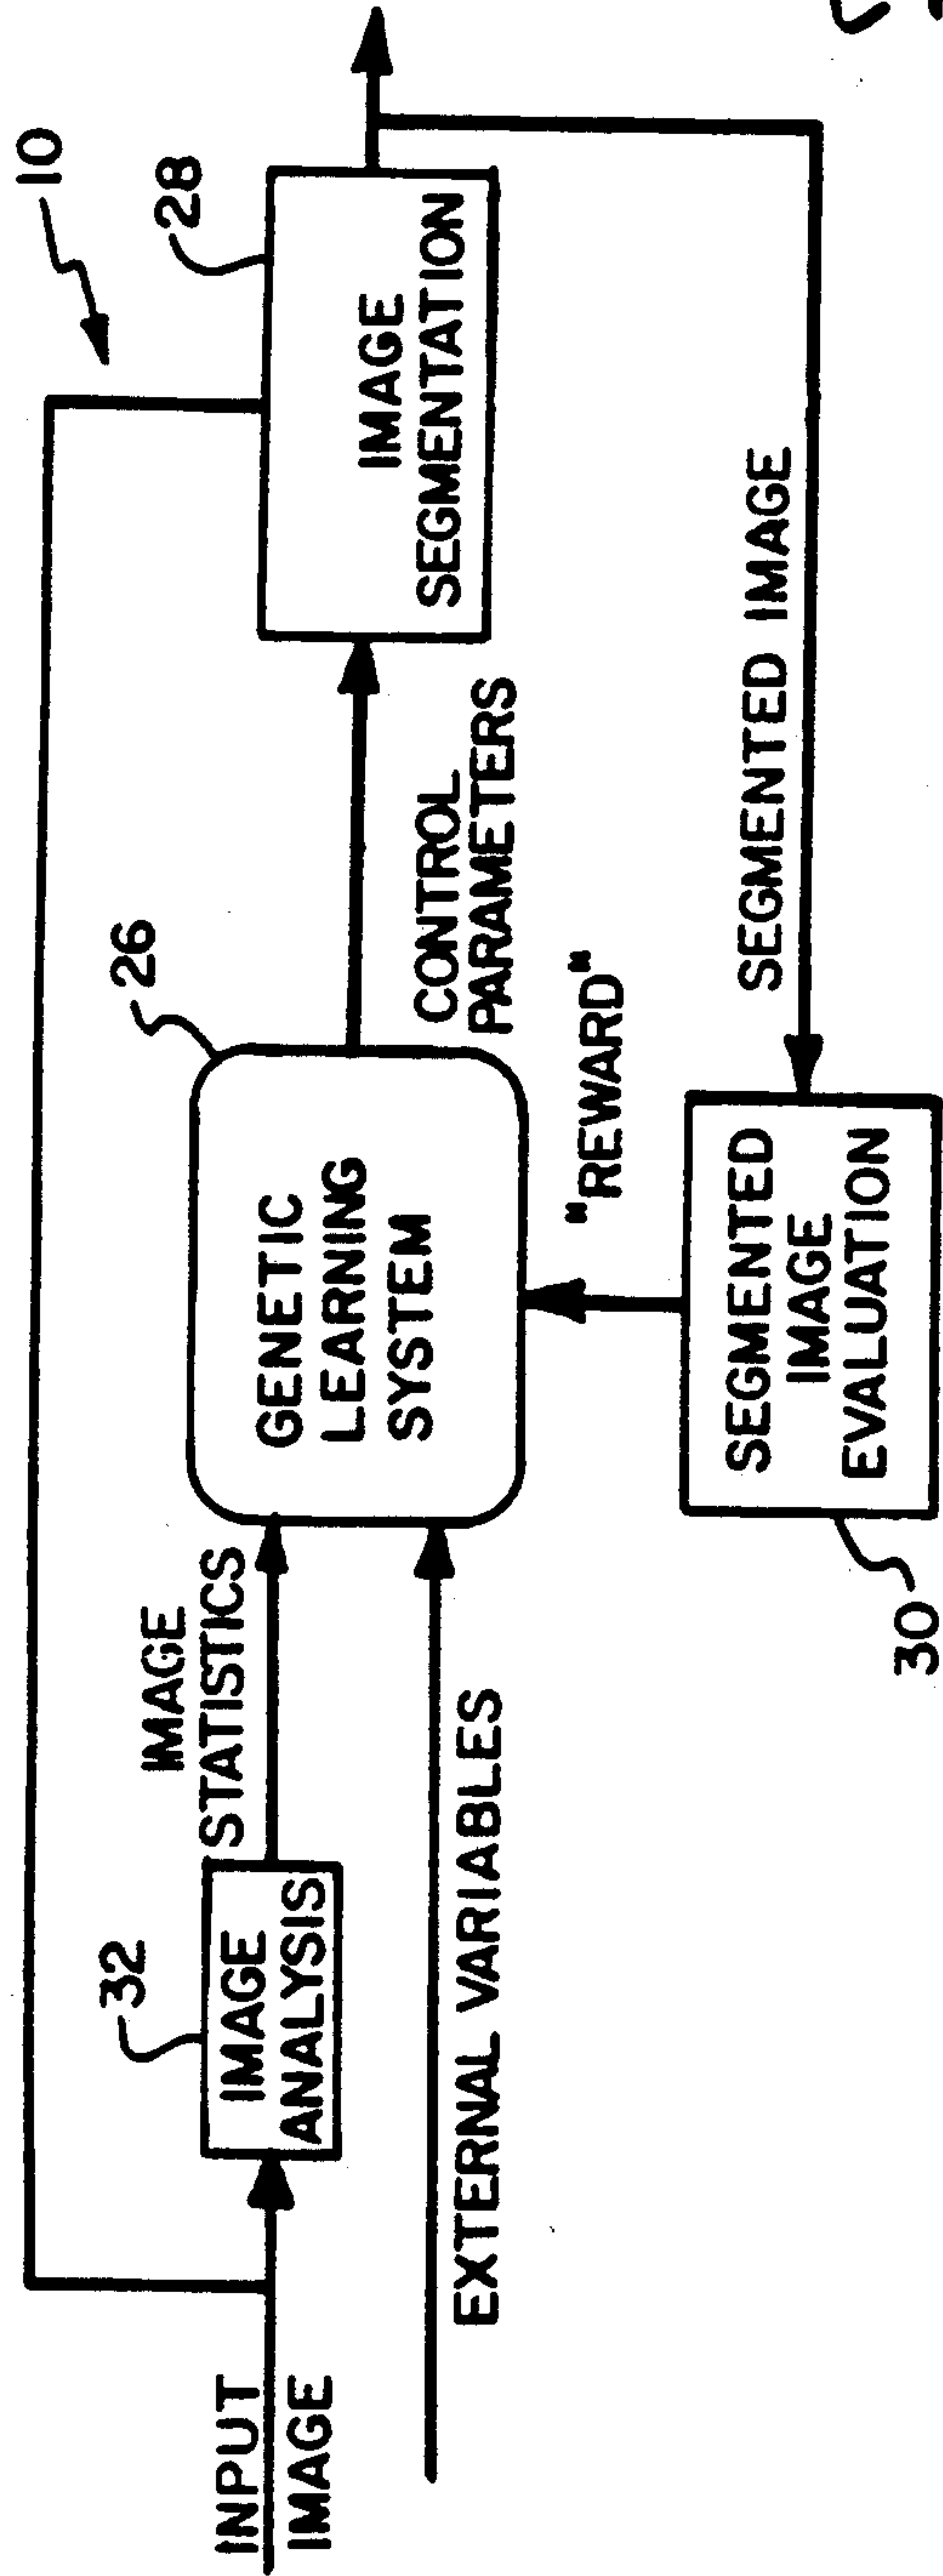 10
28
26
32
INPUT
IMAGE
IMAGE
ANALYSIS
IMAGE
STATISTICS
EXTERNAL VARIABLES
GENETIC
LEARNING
SYSTEM
CONTROL
PARAMETERS
IMAGE
SEGMENTATION
"REWARD"
SEGMENTED IMAGE
SEGMENTED
IMAGE
EVALUATION
30